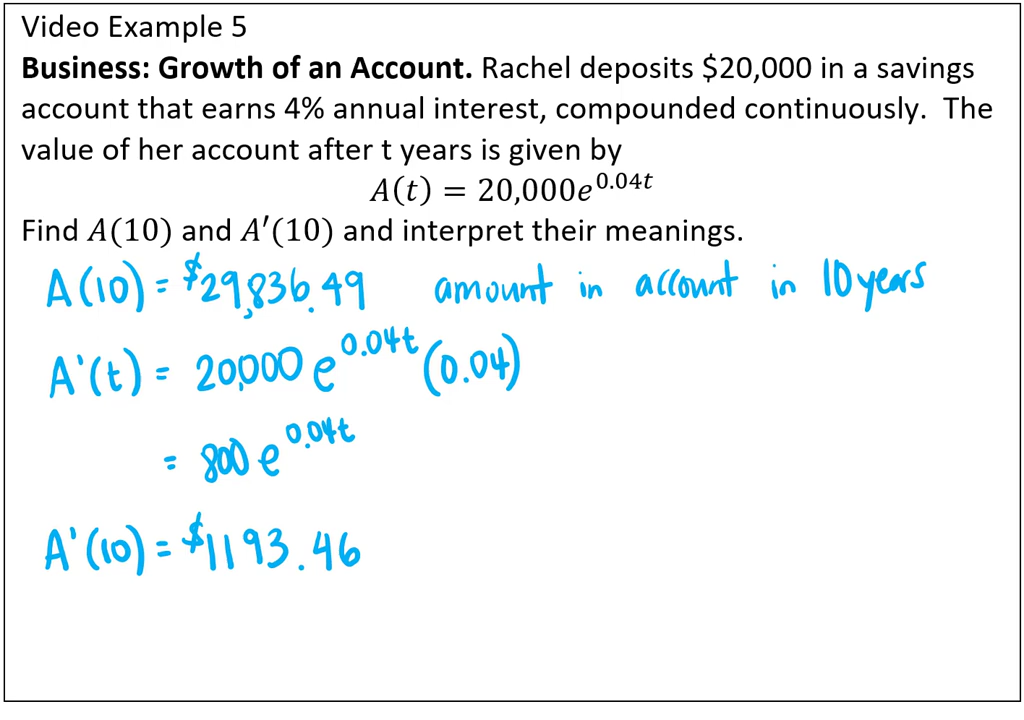 Video Example 5
Business: Growth of an Account. Rachel deposits $20,000 in a savings
account that earns 4% annual interest, compounded continuously. The
value of her account after t years is given by
A(t) = 20,000e^0.04t
Find A(10) and A′(10) and interpret their meanings.
A(10) = $29,836.49 amount in account in 10 years
A'(t) = 20,000 e^0.04t (0.04)
= 800 e^0.04t
A'(10) = $1193.46